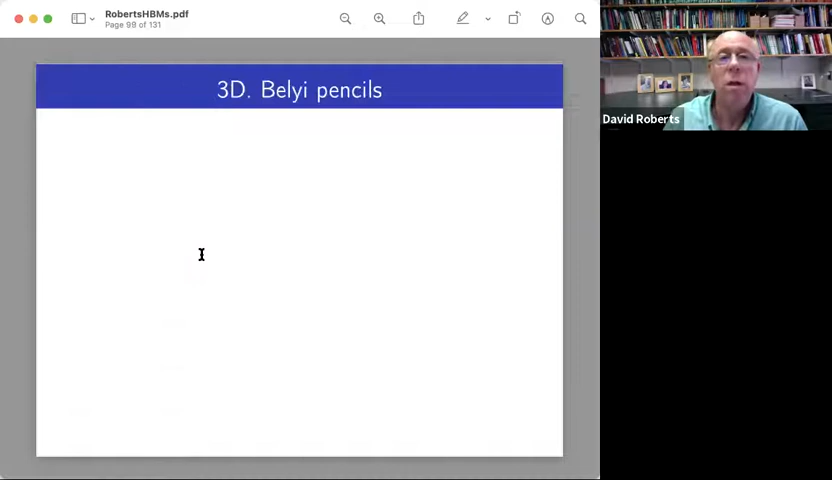 RobertsHBMs.pdf
Page 99 of 131
3D. Belyi pencils
David Roberts